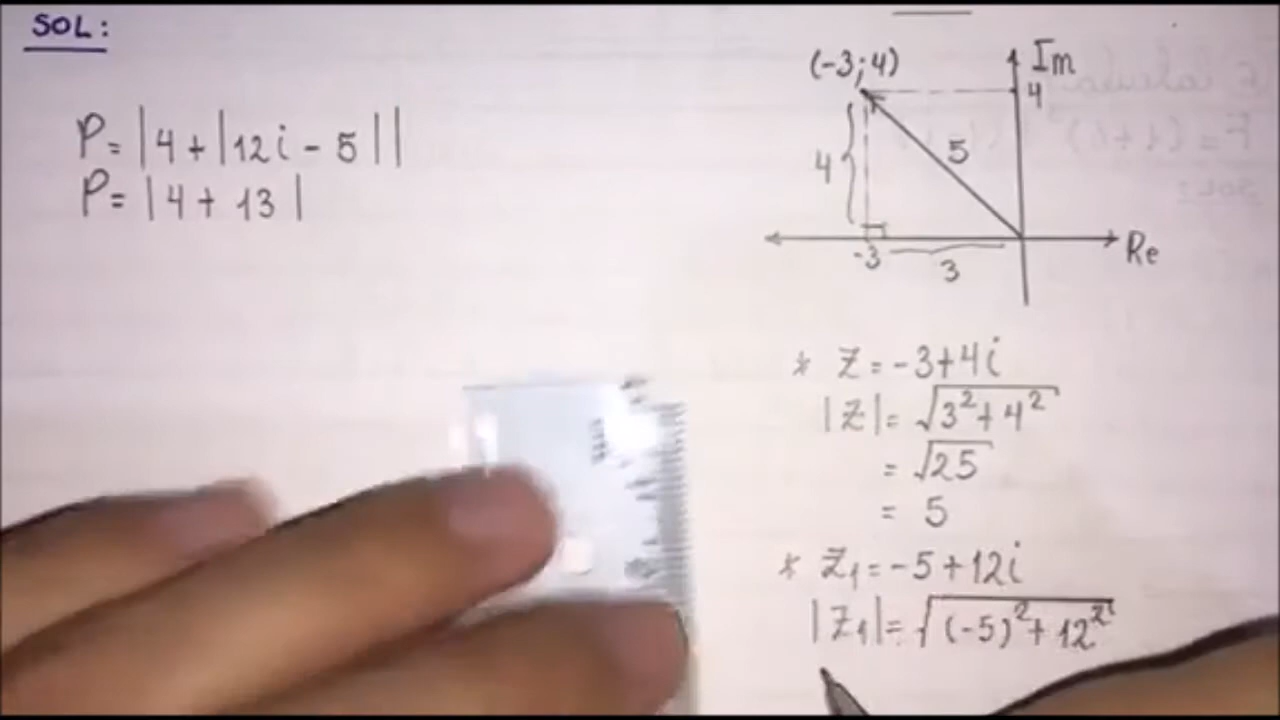 SOL:
P = |4 + |12i - 5||
P = |4 + 13|
(-3;4)
Im
4
4
5
-3
3
Re
* Z = -3+4i
|Z| = √3²+4²
= √25
= 5
* Z₁ = -5+12i
|Z₁| = √(-5)²+12²